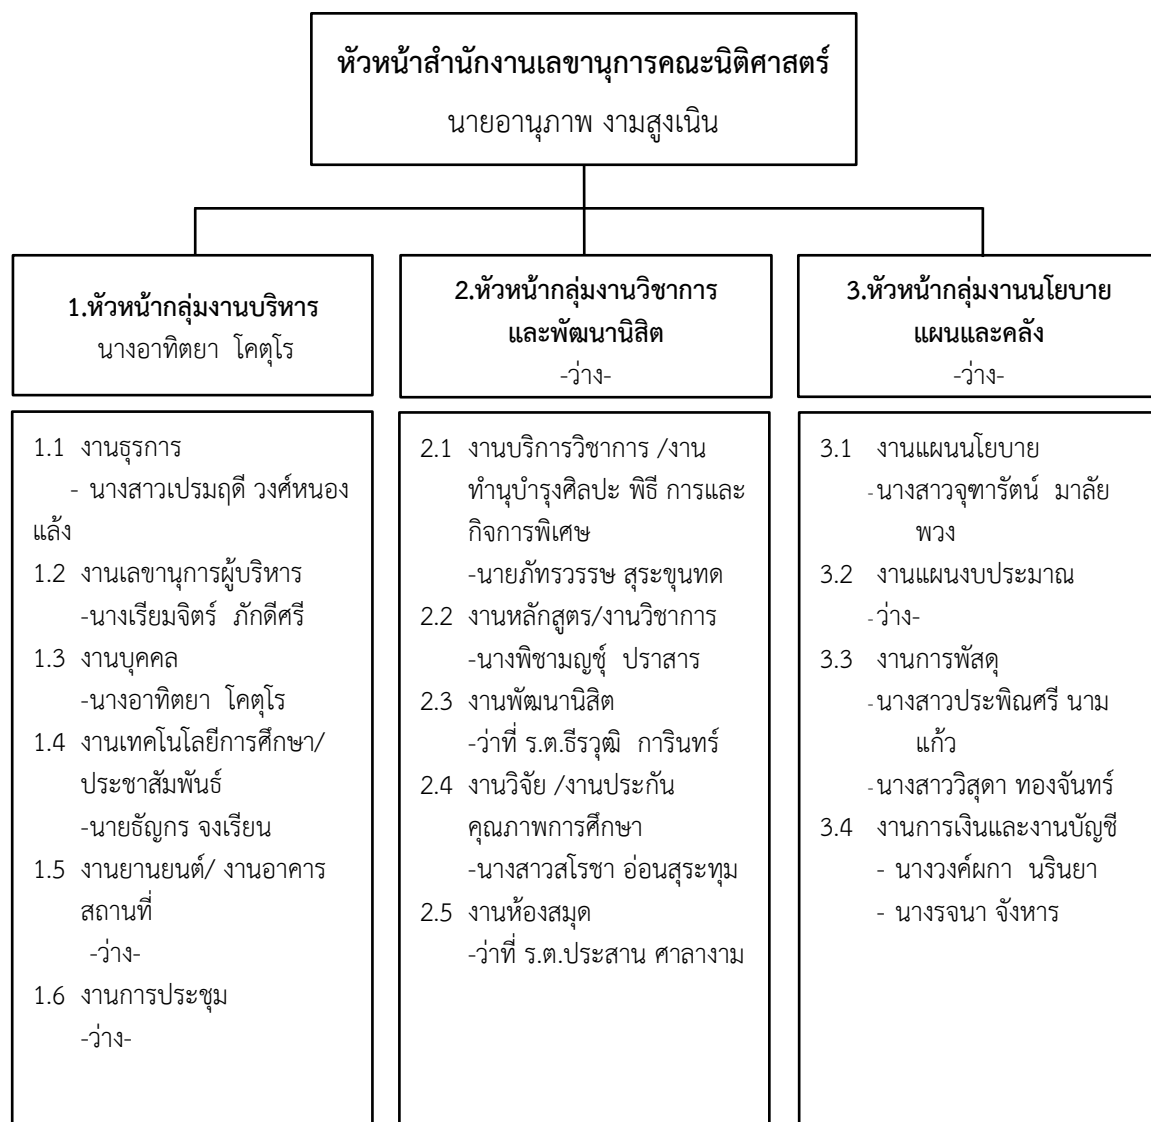 หัวหน้าสำนักงานเลขานุการคณะนิติศาสตร์
นายอานุภาพ งามสูงเนิน
1.หัวหน้ากลุ่มงานบริหาร
นางอาทิตยา โคตุโร
2.หัวหน้ากลุ่มงานวิชาการ
และพัฒนานิสิต
-ว่าง-
3.หัวหน้ากลุ่มงานนโยบาย
แผนและคลัง
-ว่าง-
1.1 งานธุรการ
- นางสาวเปรมฤดี วงศ์หนอง
แล้ง
1.2 งานเลขานุการผู้บริหาร
-นางเรียมจิตร์ ภักดีศรี
1.3 งานบุคคล
-นางอาทิตยา โคตุโร
1.4 งานเทคโนโลยีการศึกษา/
ประชาสัมพันธ์
-นายธัญกร จงเรียน
1.5 งานยานยนต์/ งานอาคาร
สถานที่
-ว่าง-
1.6 งานการประชุม
-ว่าง-
2.1 งานบริการวิชาการ /งาน
ทำนุบำรุงศิลปะ พิธี การและ
กิจการพิเศษ
-นายภัทรวรรษ สุระขุนทด
2.2 งานหลักสูตร/งานวิชาการ
-นางพิชามญชุ์ ปราสาร
2.3 งานพัฒนานิสิต
-ว่าที่ ร.ต.ธีรวุฒิ การินทร์
2.4 งานวิจัย /งานประกัน
คุณภาพการศึกษา
-นางสาวสโรชา อ่อนสุระทุม
2.5 งานห้องสมุด
-ว่าที่ ร.ต.ประสาน ศาลางาม
3.1 งานแผนนโยบาย
-นางสาวจุฑารัตน์ มาลัย
พวง
3.2 งานแผนงบประมาณ
-ว่าง-
3.3 งานการพัสดุ
-นางสาวประพิณศรี นาม
แก้ว
-นางสาววิสุดา ทองจันทร์
3.4 งานการเงินและงานบัญชี
- นางวงค์ผกา นรินยา
- นางรจนา จังหาร